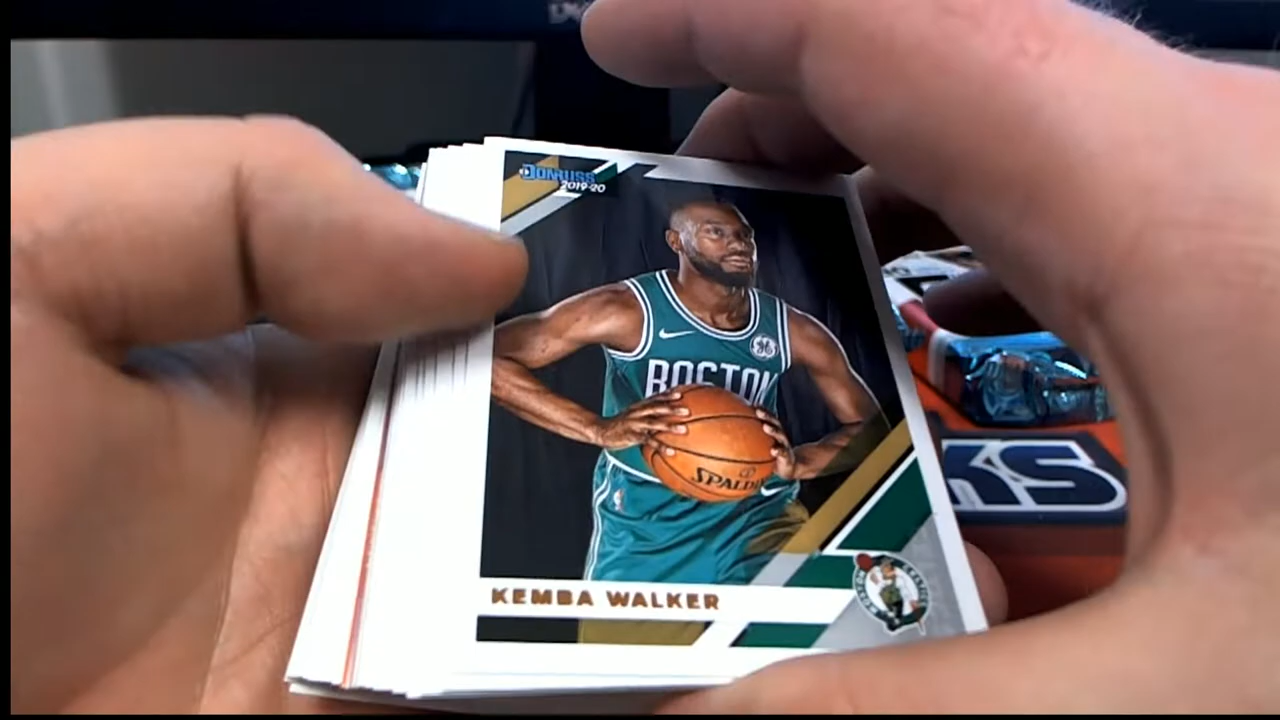 DONRUSS
2019-20
BOSTON
SPALDING
KS
KEMBA WALKER